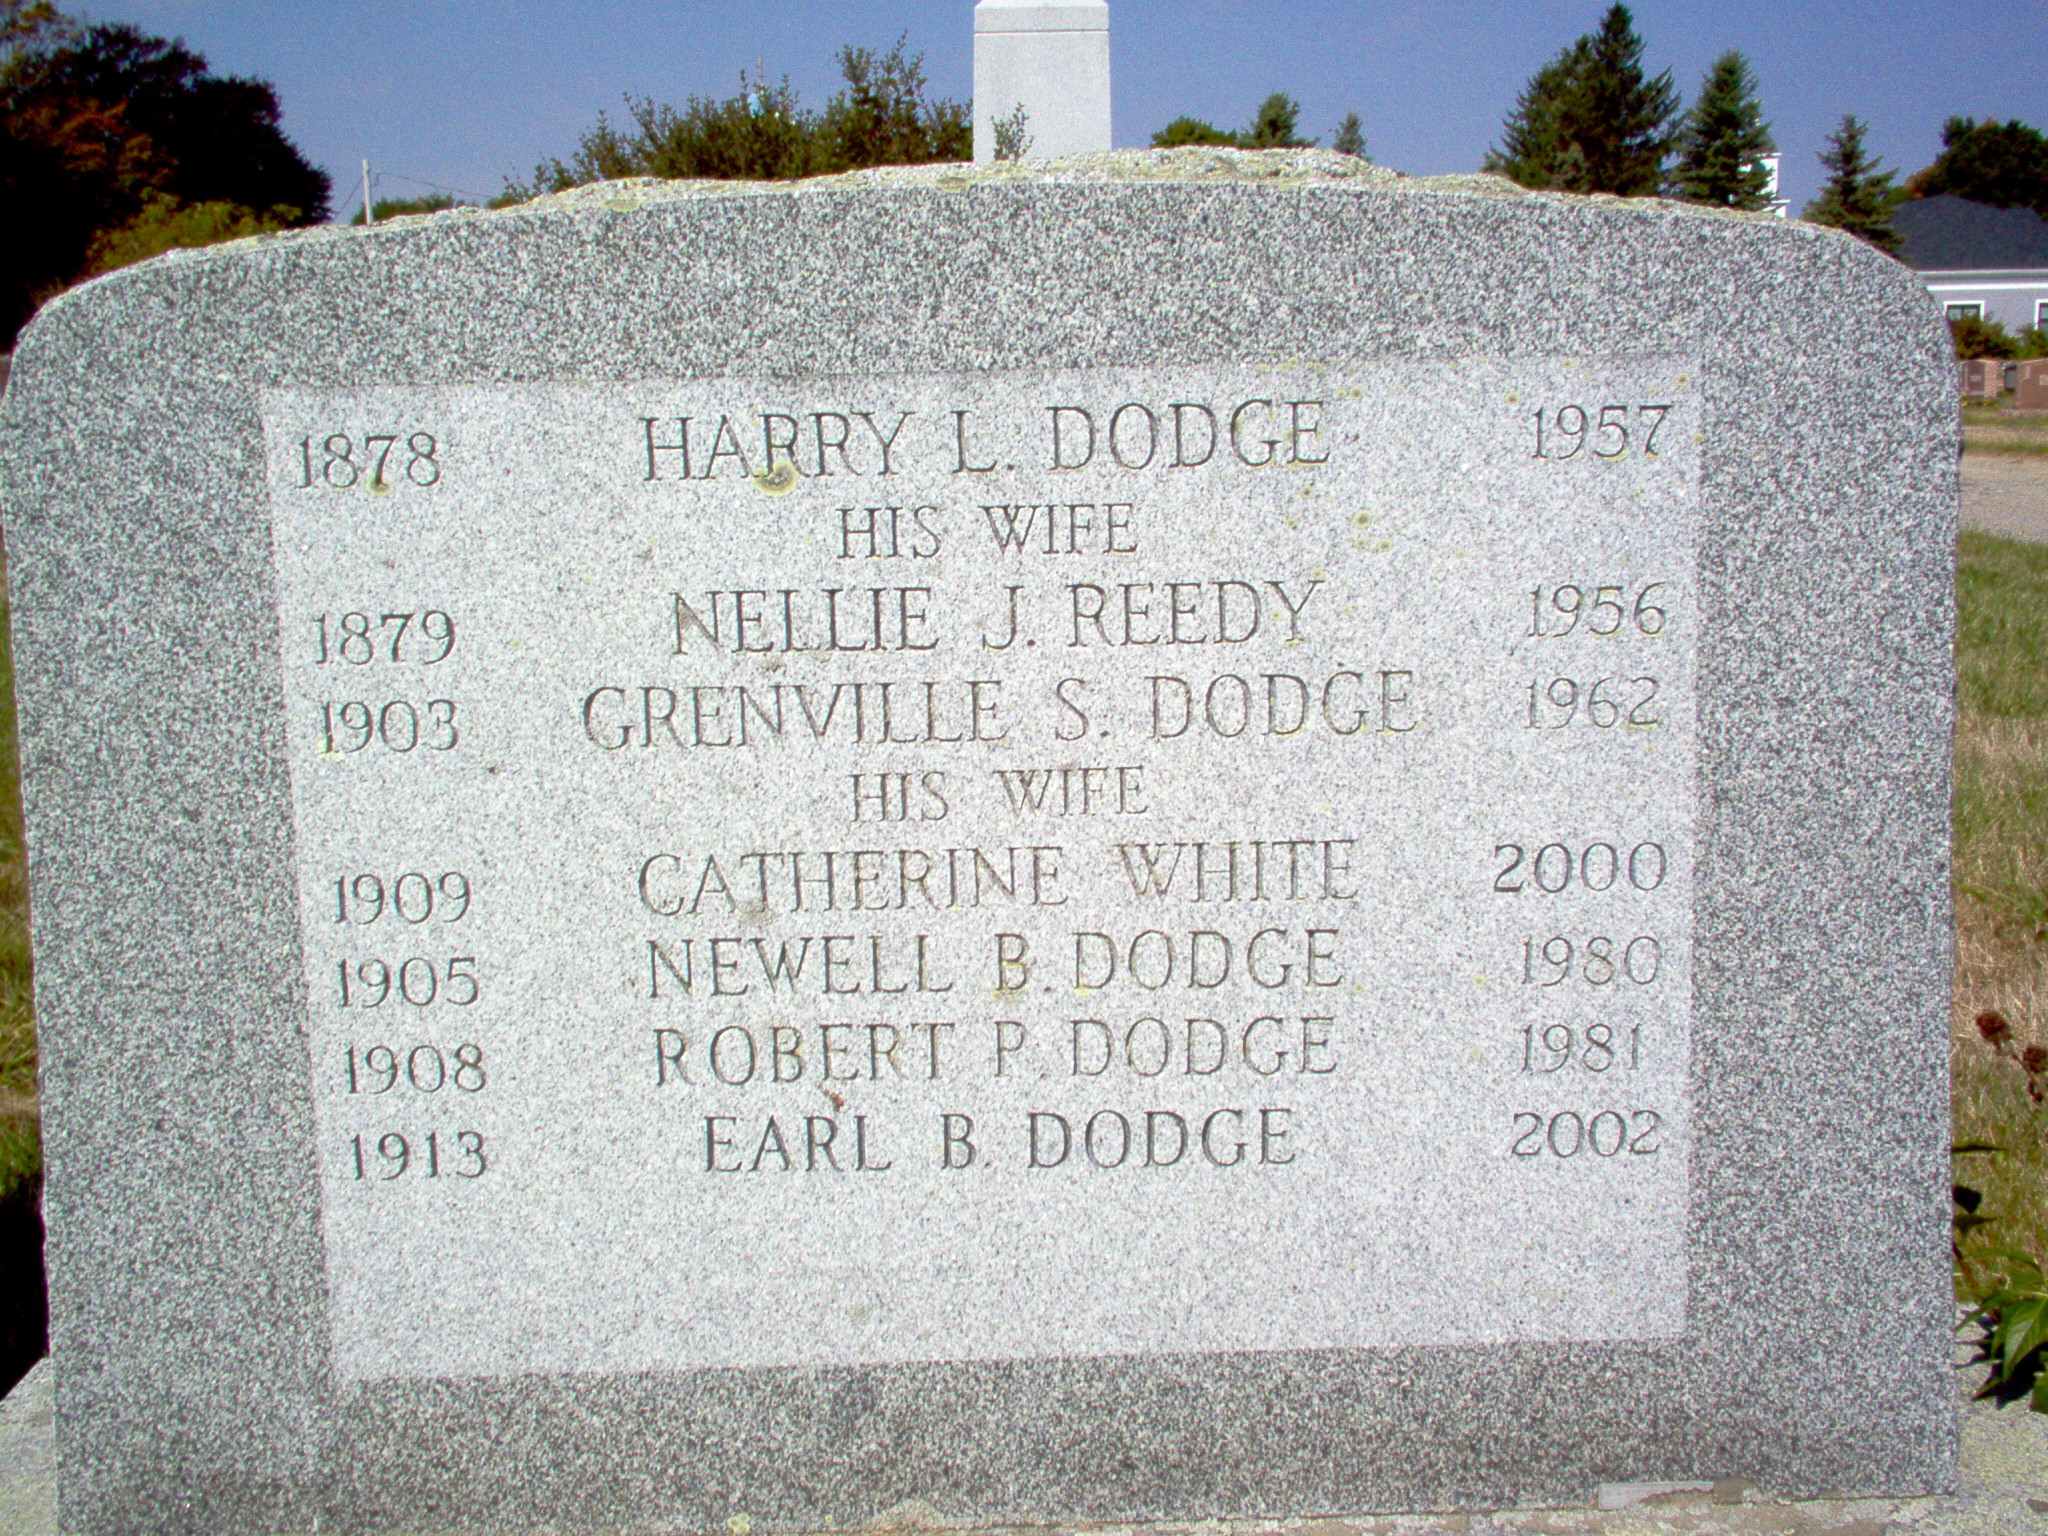 1878 HARRY L. DODGE 1957
HIS WIFE
1879 NELLIE J. REEDY 1956
1903 GRENVILLE S. DODGE 1962
HIS WIFE
1909 CATHERINE WHITE 2000
1905 NEWELL B. DODGE 1980
1908 ROBERT P. DODGE 1981
1913 EARL B. DODGE 2002